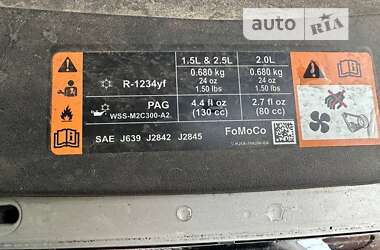 auto RIA
1.5L & 2.5L 2.0L
R-1234yf 0.680 kg 0.680 kg
24 oz 24 oz
1.50 lbs 1.50 lbs
PAG 4.4 fl oz 2.7 fl oz
WSS-M2C300-A2 (130 cc) (80 cc)
SAE J639 J2842 J2845 FoMoCo